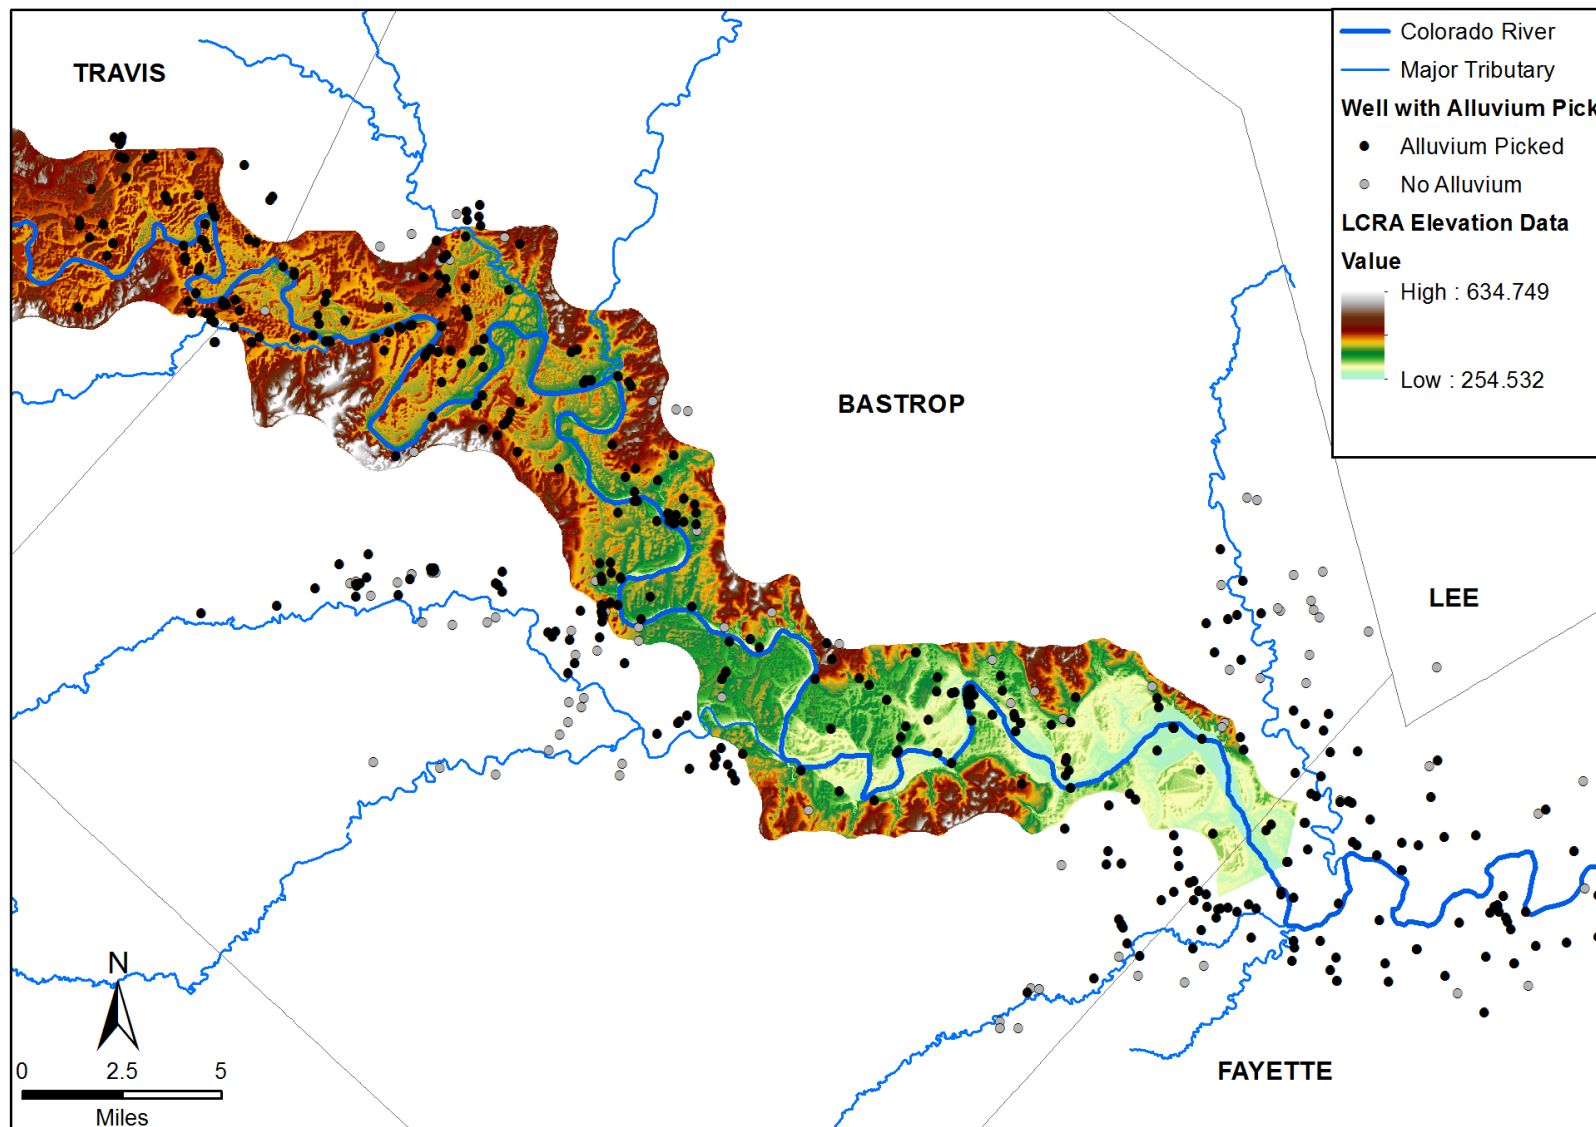 TRAVIS
Colorado River
Major Tributary
Well with Alluvium Pick
Alluvium Picked
No Alluvium
LCRA Elevation Data
Value
High : 634.749
Low : 254.532
BASTROP
LEE
N
0 2.5 5
Miles
FAYETTE